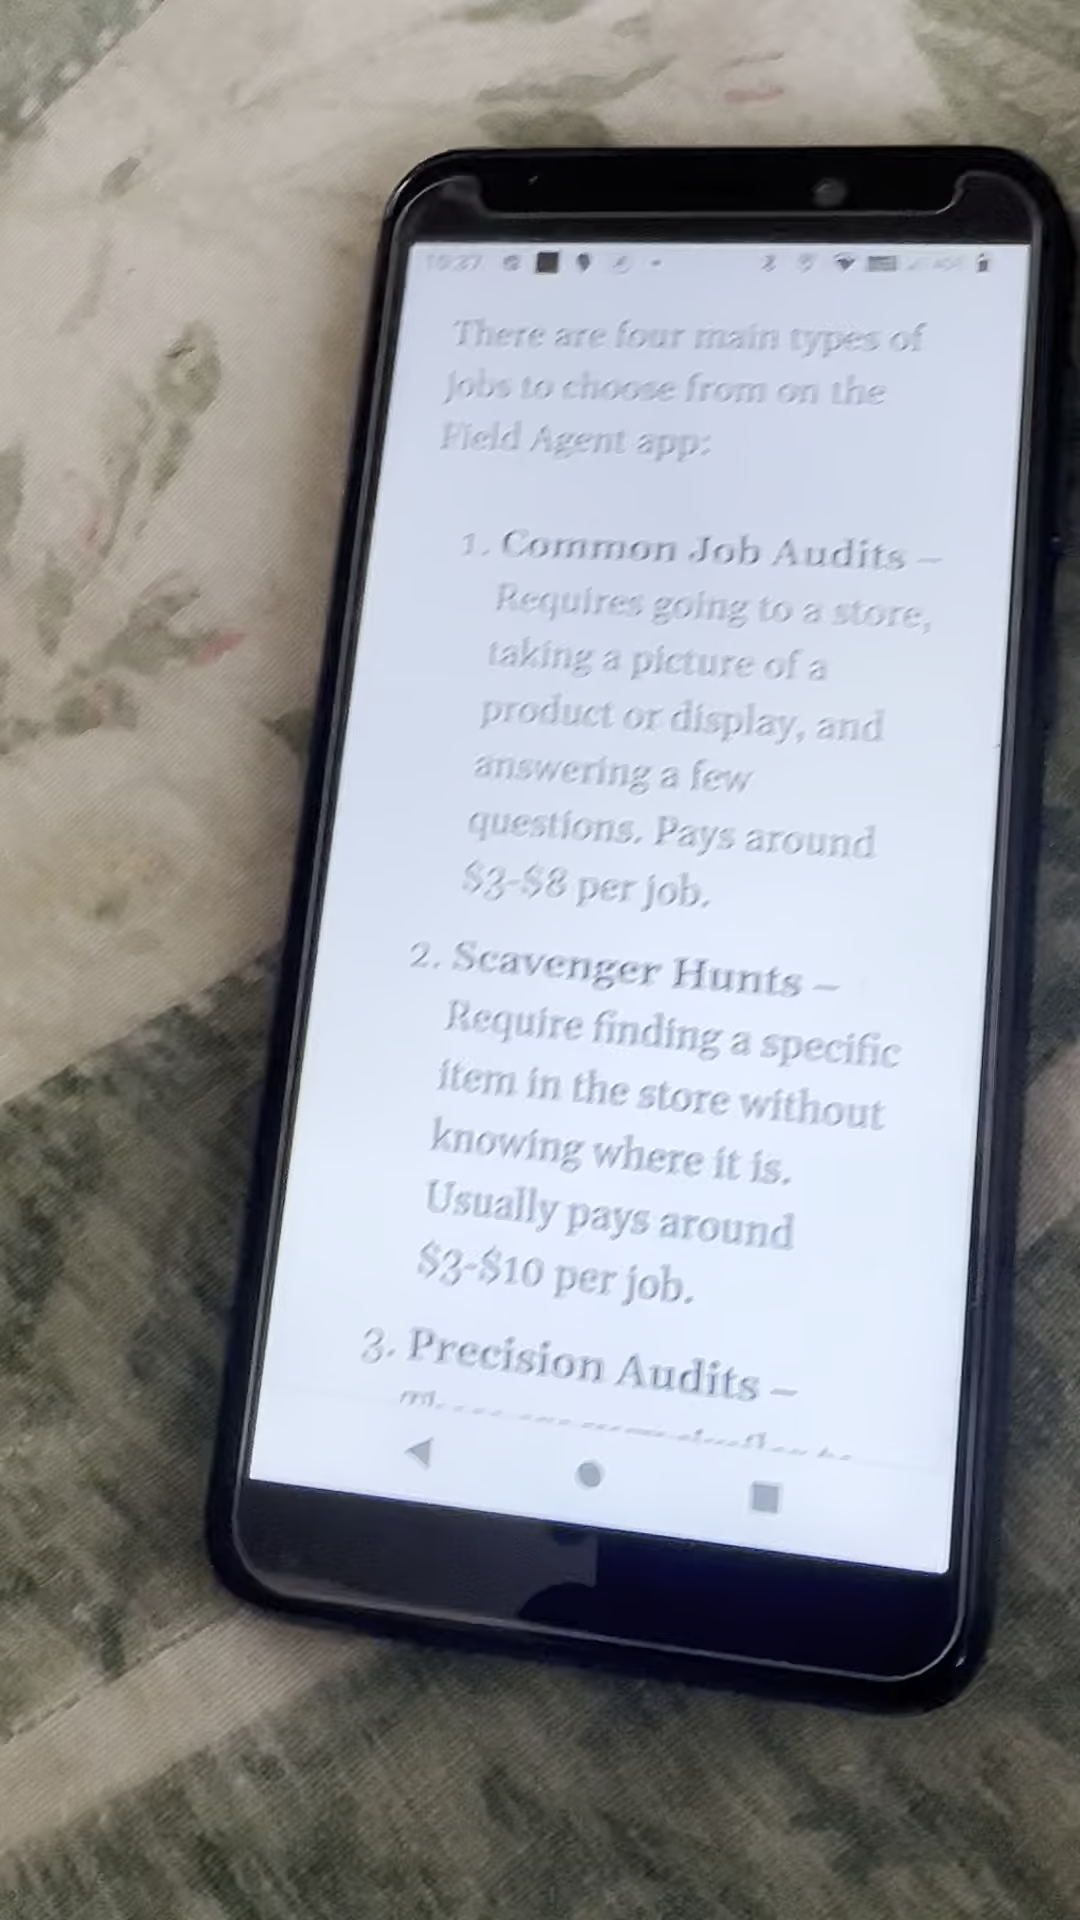 There are four main types of
jobs to choose from on the
Field Agent app:
1. Common Job Audits –
Requires going to a store,
taking a picture of a
product or display, and
answering a few
questions. Pays around
$3-$8 per job.
2. Scavenger Hunts –
Require finding a specific
item in the store without
knowing where it is.
Usually pays around
$3-$10 per job.
3. Precision Audits –